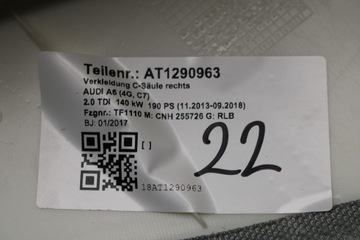 Teilenr.: AT1290963
Verkleidung C-Säule rechts
AUDI A6 (4G, C7)
2.0 TDI 140 kW 190 PS (11.2013-09.2018)
Fzgnr.: TF1110 M: CNH 255726 G: RLB
BJ: 01/2017
[ ]
22
18AT1290963